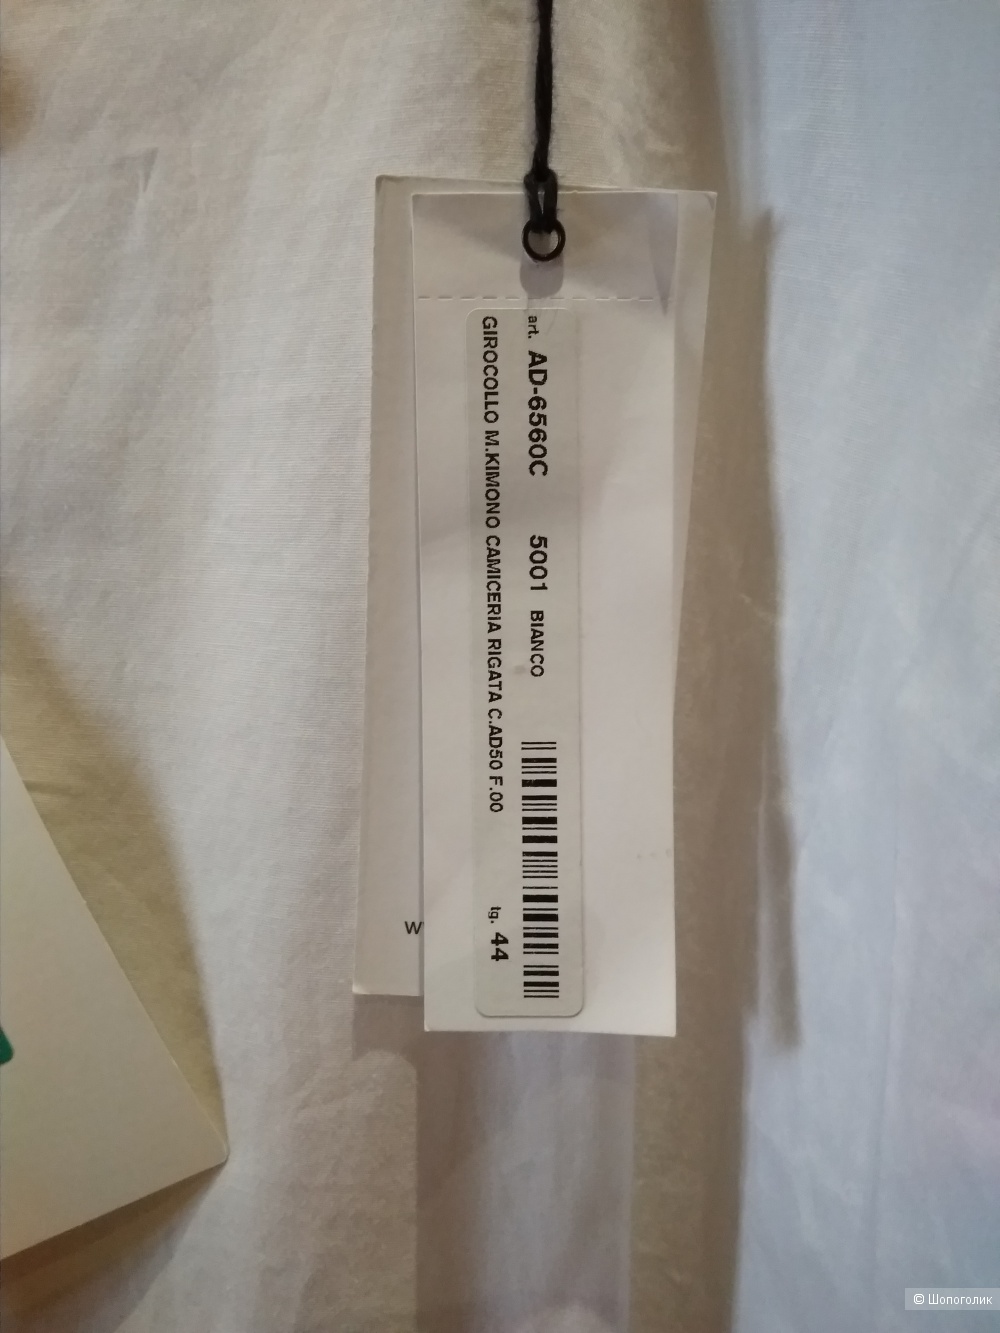 art. AD-6560C 5001 BIANCO
GIROCOLLO M.KIMONO CAMICERIA RIGATA C.AD50 F.00 tg. 44
W
© Шопоголик